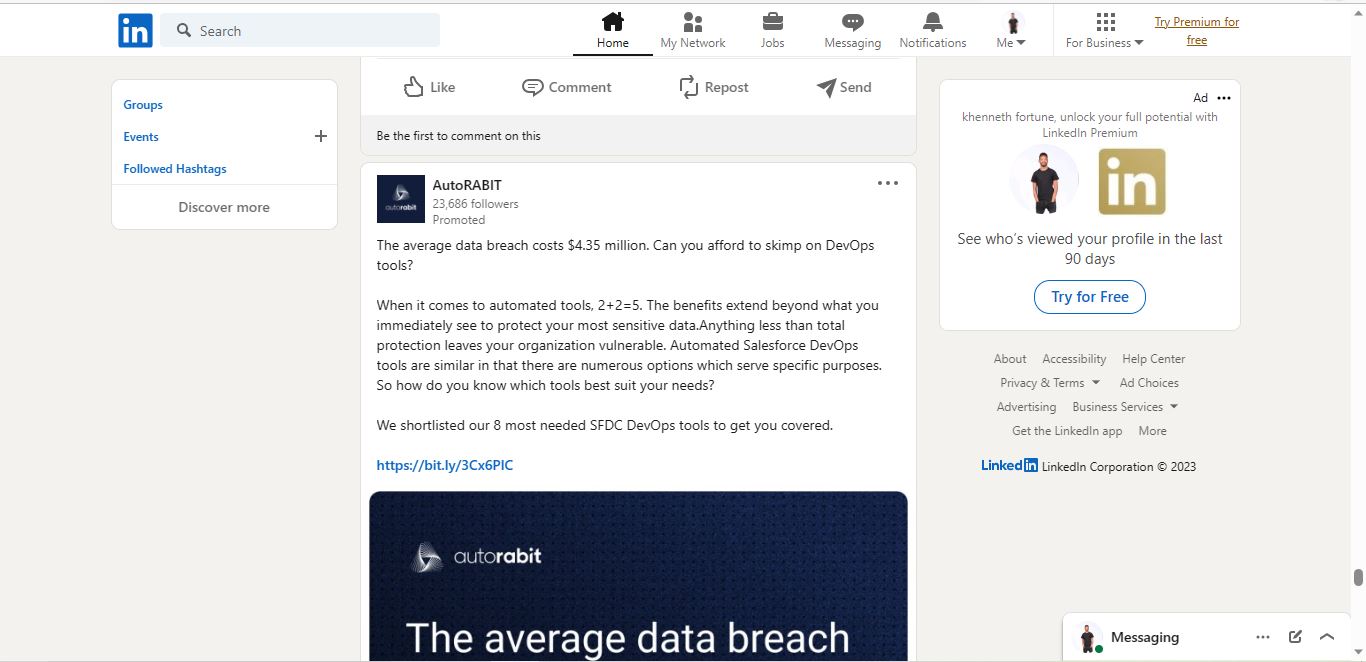 in
Search
Home
My Network
Jobs
Messaging
Notifications
Me
For Business
Try Premium for
free
Groups
Events
Followed Hashtags
Discover more
Like
Comment
Repost
Send
Be the first to comment on this
autorabit
AutoRABIT
23,686 followers
Promoted
The average data breach costs $4.35 million. Can you afford to skimp on DevOps
tools?
When it comes to automated tools, 2+2=5. The benefits extend beyond what you
immediately see to protect your most sensitive data.Anything less than total
protection leaves your organization vulnerable. Automated Salesforce DevOps
tools are similar in that there are numerous options which serve specific purposes.
So how do you know which tools best suit your needs?
We shortlisted our 8 most needed SFDC DevOps tools to get you covered.
https://bit.ly/3Cx6PlC
autorabit
The average data breach
Ad
khenneth fortune, unlock your full potential with
LinkedIn Premium
in
See who's viewed your profile in the last
90 days
Try for Free
About Accessibility Help Center
Privacy & Terms Ad Choices
Advertising Business Services
Get the LinkedIn app More
LinkedIn LinkedIn Corporation © 2023
Messaging